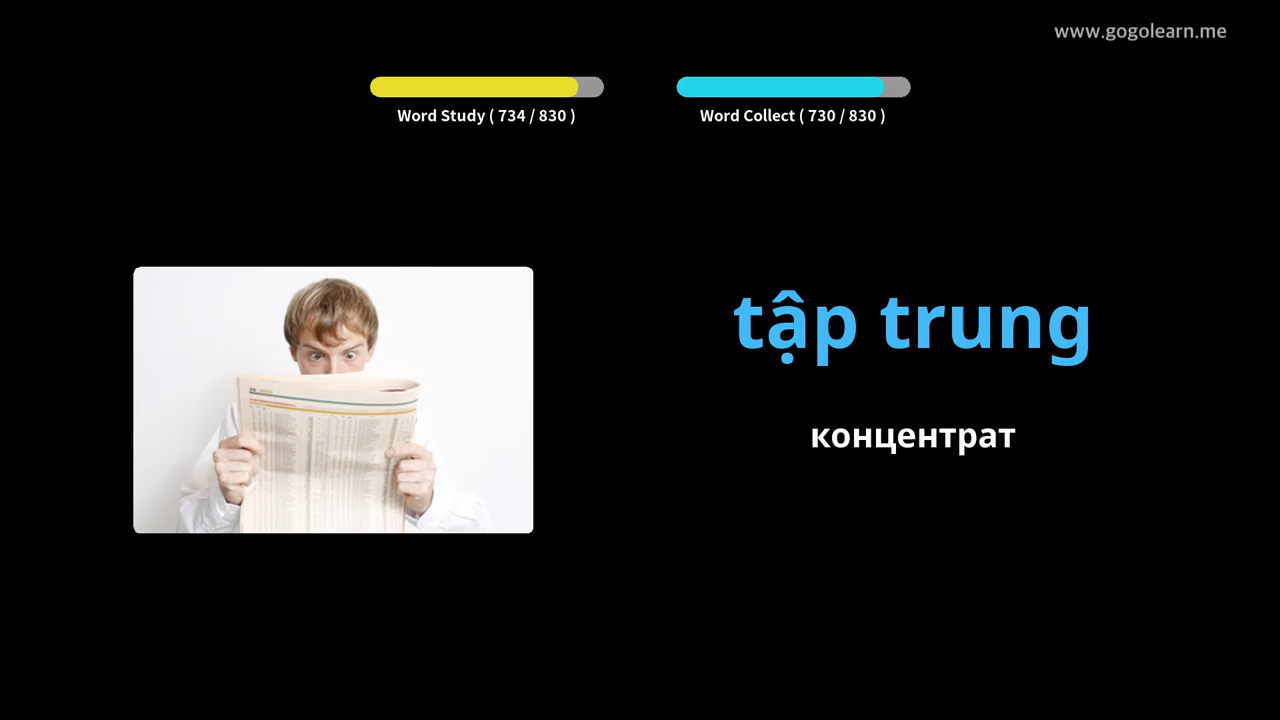 www.gogolearn.me
Word Study ( 734 / 830 )
Word Collect ( 730 / 830 )
tập trung
концентрат